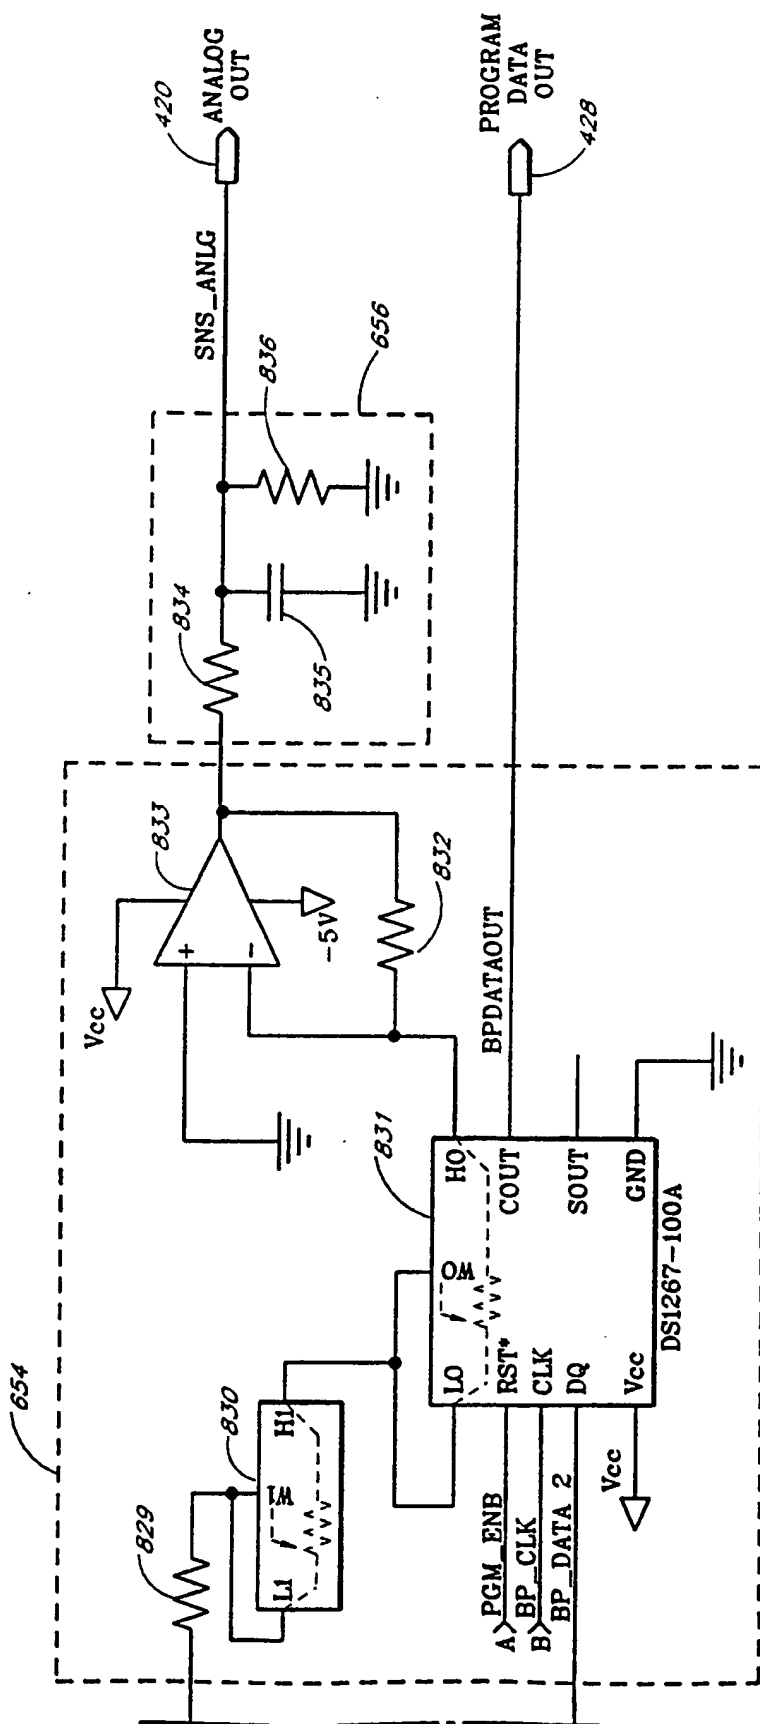 654
829
L1
W1
H1
830
A
PGM_ENB
B
BP_CLK
BP_DATA 2
Vcc
LO
WO
HO
RST*
COUT
CLK
DQ
SOUT
Vcc
GND
DS1267-100A
831
Vcc
+
−
-5V
833
832
BPDATAOUT
834
835
836
656
SNS_ANLG
420
ANALOG
OUT
PROGRAM
DATA
OUT
428